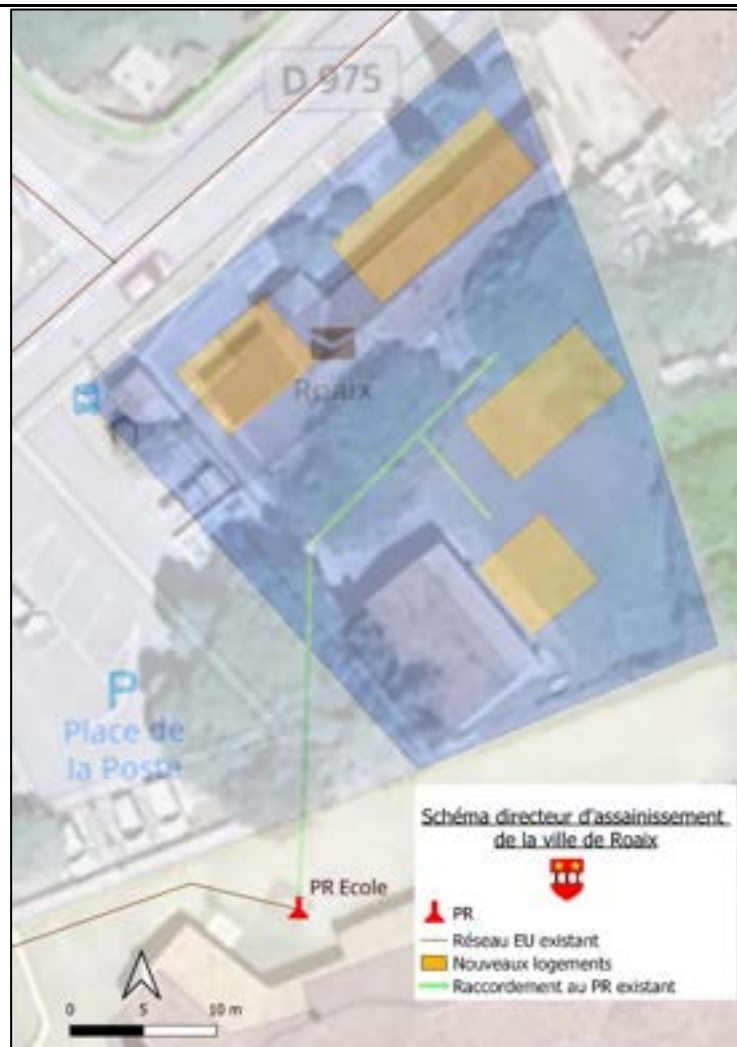 D 975
Roaix
P
Place de
la Poste
PR Ecole
Schéma directeur d'assainissement
de la ville de Roaix
PR
Réseau EU existant
Nouveaux logements
Raccordement au PR existant
0 5 10 m